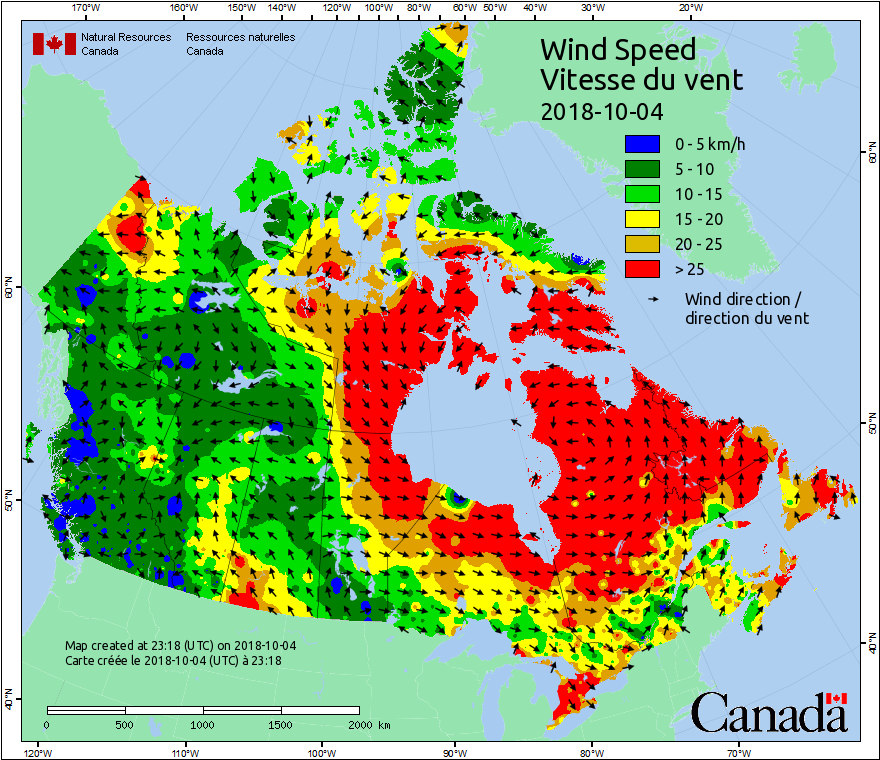 170°W 160°W 150°W 140°W 130°W 120°W 100°W 80°W 60°W 50°W 40°W 30°W 20°W
Natural Resources Ressources naturelles
Canada Canada
Wind Speed
Vitesse du vent
2018-10-04
0 - 5 km/h
5 - 10
10 - 15
15 - 20
20 - 25
> 25
Wind direction /
direction du vent
60°N
60°N
50°N
50°N
40°N
40°N
Map created at 23:18 (UTC) on 2018-10-04
Carte créée le 2018-10-04 (UTC) à 23:18
0 500 1000 1500 2000 km
Canada
120°W 110°W 100°W 90°W 80°W 70°W